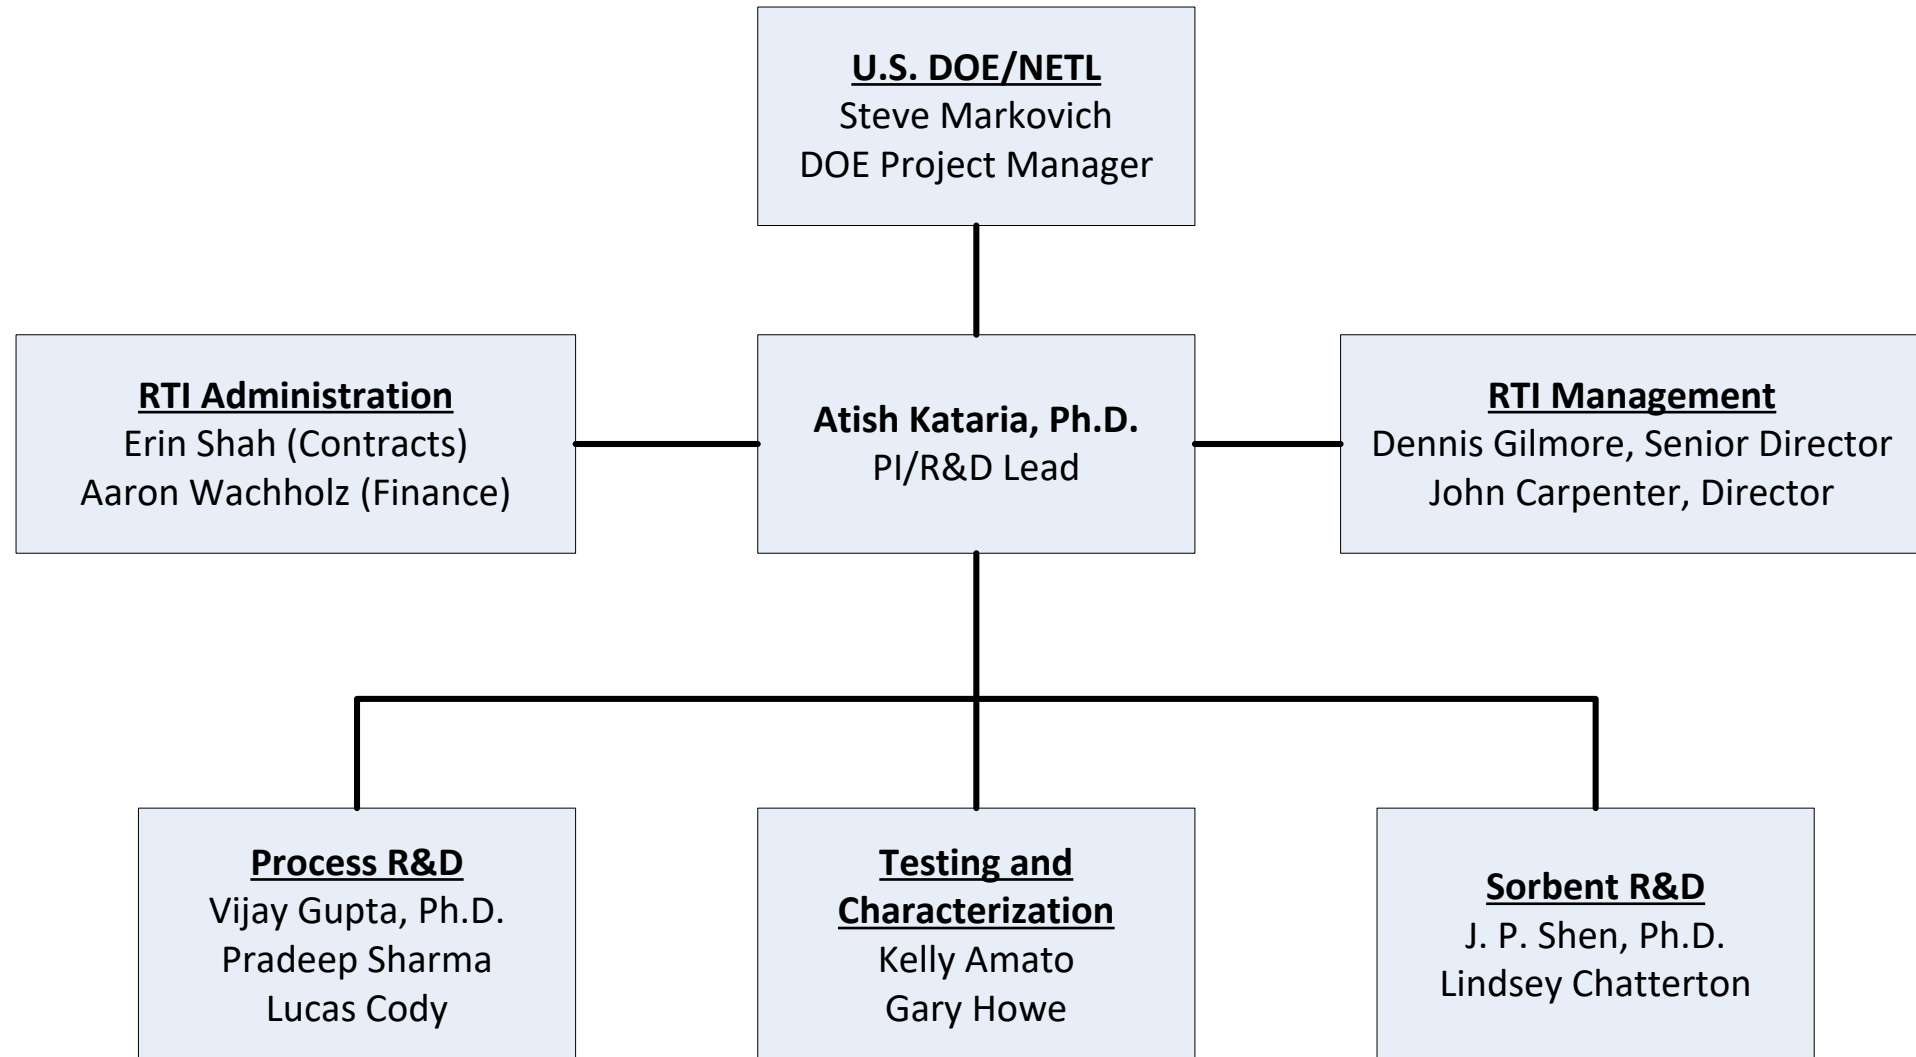 U.S. DOE/NETL
Steve Markovich
DOE Project Manager
RTI Administration
Erin Shah (Contracts)
Aaron Wachholz (Finance)
Atish Kataria, Ph.D.
PI/R&D Lead
RTI Management
Dennis Gilmore, Senior Director
John Carpenter, Director
Process R&D
Vijay Gupta, Ph.D.
Pradeep Sharma
Lucas Cody
Testing and
Characterization
Kelly Amato
Gary Howe
Sorbent R&D
J. P. Shen, Ph.D.
Lindsey Chatterton